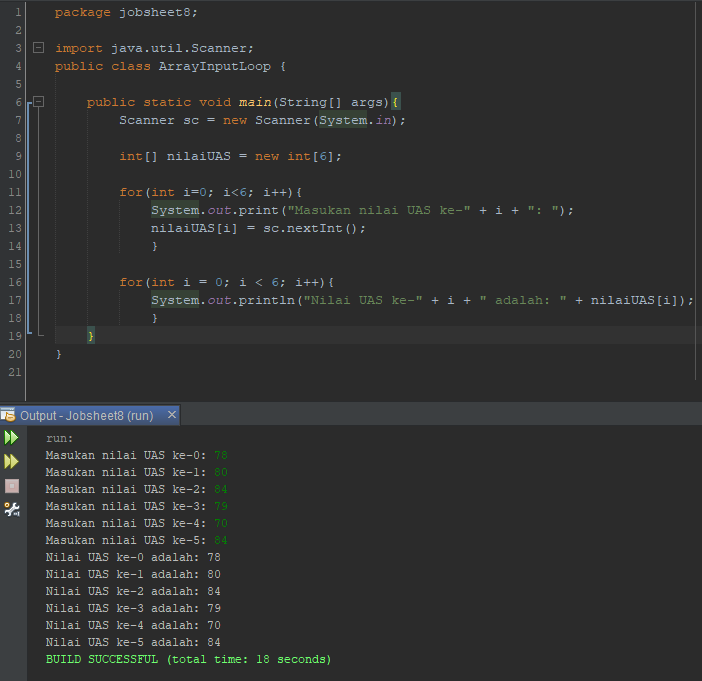 1 package jobsheet8;
2
3 import java.util.Scanner;
4 public class ArrayInputLoop {
5
6 public static void main(String[] args){
7 Scanner sc = new Scanner(System.in);
8
9 int[] nilaiUAS = new int[6];
10
11 for(int i=0; i<6; i++){
12 System.out.print("Masukan nilai UAS ke-" + i + ": ");
13 nilaiUAS[i] = sc.nextInt();
14 }
15
16 for(int i = 0; i < 6; i++){
17 System.out.println("Nilai UAS ke-" + i + " adalah: " + nilaiUAS[i]);
18 }
19 }
20 }
21
Output - Jobsheet8 (run) ×
run:
Masukan nilai UAS ke-0: 78
Masukan nilai UAS ke-1: 80
Masukan nilai UAS ke-2: 84
Masukan nilai UAS ke-3: 79
Masukan nilai UAS ke-4: 70
Masukan nilai UAS ke-5: 84
Nilai UAS ke-0 adalah: 78
Nilai UAS ke-1 adalah: 80
Nilai UAS ke-2 adalah: 84
Nilai UAS ke-3 adalah: 79
Nilai UAS ke-4 adalah: 70
Nilai UAS ke-5 adalah: 84
BUILD SUCCESSFUL (total time: 18 seconds)